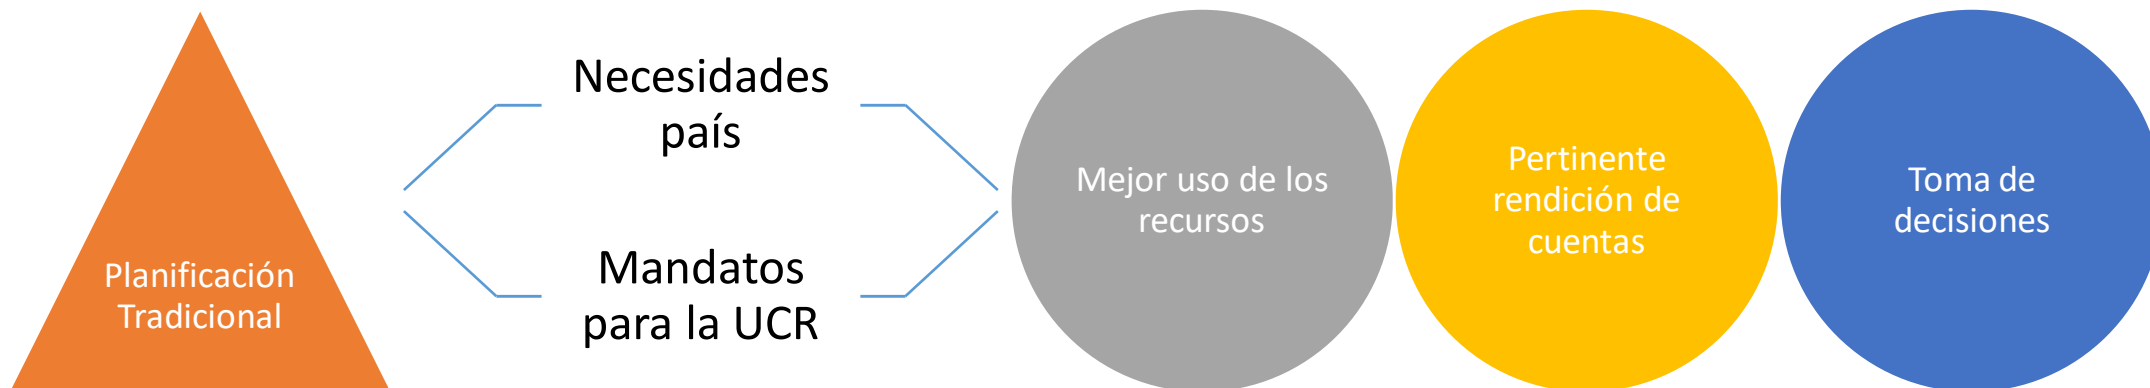 Planificación
Tradicional
Necesidades
país
Mandatos
para la UCR
Mejor uso de los
recursos
Pertinente
rendición de
cuentas
Toma de
decisiones